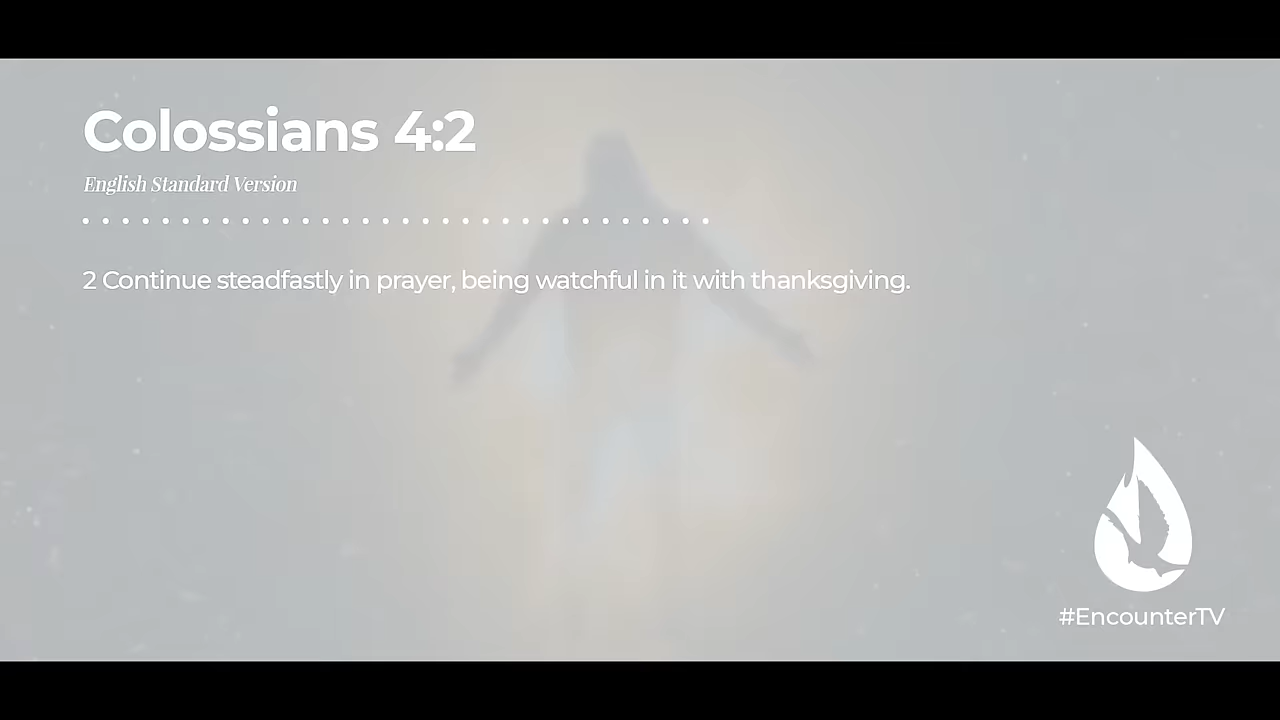 Colossians 4:2
English Standard Version
2 Continue steadfastly in prayer, being watchful in it with thanksgiving.
#EncounterTV